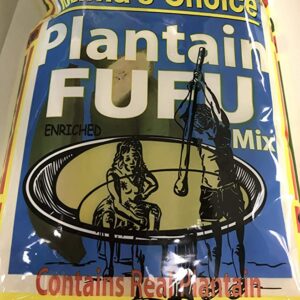 Choice
Plantain
FUFU
ENRICHED
Mix
Contains Real Plantain